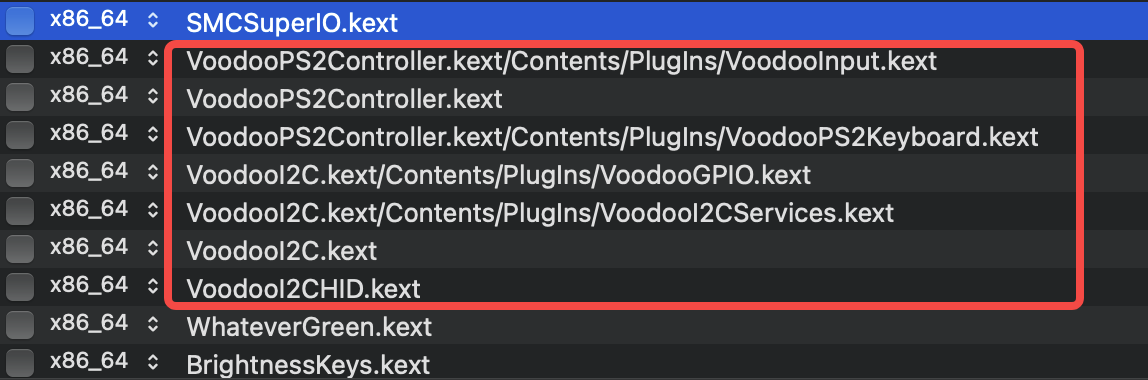 x86_64 SMCSuperIO.kext
x86_64 VoodooPS2Controller.kext/Contents/PlugIns/VoodooInput.kext
x86_64 VoodooPS2Controller.kext
x86_64 VoodooPS2Controller.kext/Contents/PlugIns/VoodooPS2Keyboard.kext
x86_64 VoodooI2C.kext/Contents/PlugIns/VoodooGPIO.kext
x86_64 VoodooI2C.kext/Contents/PlugIns/VoodooI2CServices.kext
x86_64 VoodooI2C.kext
x86_64 VoodooI2CHID.kext
x86_64 WhateverGreen.kext
x86_64 BrightnessKeys.kext